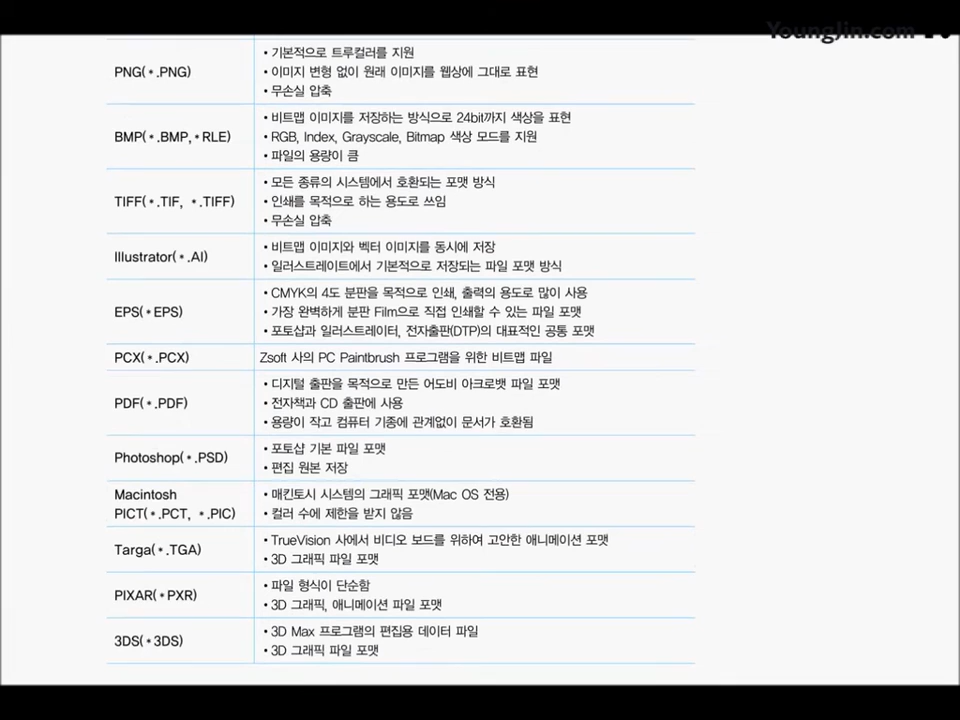 YoungJin.com
PNG(*.PNG)
• 기본적으로 트루컬러를 지원
• 이미지 변형 없이 원래 이미지를 웹상에 그대로 표현
• 무손실 압축
BMP(*.BMP,*RLE)
• 비트맵 이미지를 저장하는 방식으로 24bit까지 색상을 표현
• RGB, Index, Grayscale, Bitmap 색상 모드를 지원
• 파일의 용량이 큼
TIFF(*.TIF, *.TIFF)
• 모든 종류의 시스템에서 호환되는 포맷 방식
• 인쇄를 목적으로 하는 용도로 쓰임
• 무손실 압축
Illustrator(*.AI)
• 비트맵 이미지와 벡터 이미지를 동시에 저장
• 일러스트레이트에서 기본적으로 저장되는 파일 포맷 방식
EPS(*EPS)
• CMYK의 4도 분판을 목적으로 인쇄, 출력의 용도로 많이 사용
• 가장 완벽하게 분판 Film으로 직접 인쇄할 수 있는 파일 포맷
• 포토샵과 일러스트레이터, 전자출판(DTP)의 대표적인 공통 포맷
PCX(*.PCX)
Zsoft 사의 PC Paintbrush 프로그램을 위한 비트맵 파일
PDF(*.PDF)
• 디지털 출판을 목적으로 만든 어도비 아크로뱃 파일 포맷
• 전자책과 CD 출판에 사용
• 용량이 작고 컴퓨터 기종에 관계없이 문서가 호환됨
Photoshop(*.PSD)
• 포토샵 기본 파일 포맷
• 편집 원본 저장
Macintosh
PICT(*.PCT, *.PIC)
• 매킨토시 시스템의 그래픽 포맷(Mac OS 전용)
• 컬러 수에 제한을 받지 않음
Targa(*.TGA)
• TrueVision 사에서 비디오 보드를 위하여 고안한 애니메이션 포맷
• 3D 그래픽 파일 포맷
PIXAR(*PXR)
• 파일 형식이 단순함
• 3D 그래픽, 애니메이션 파일 포맷
3DS(*3DS)
• 3D Max 프로그램의 편집용 데이터 파일
• 3D 그래픽 파일 포맷